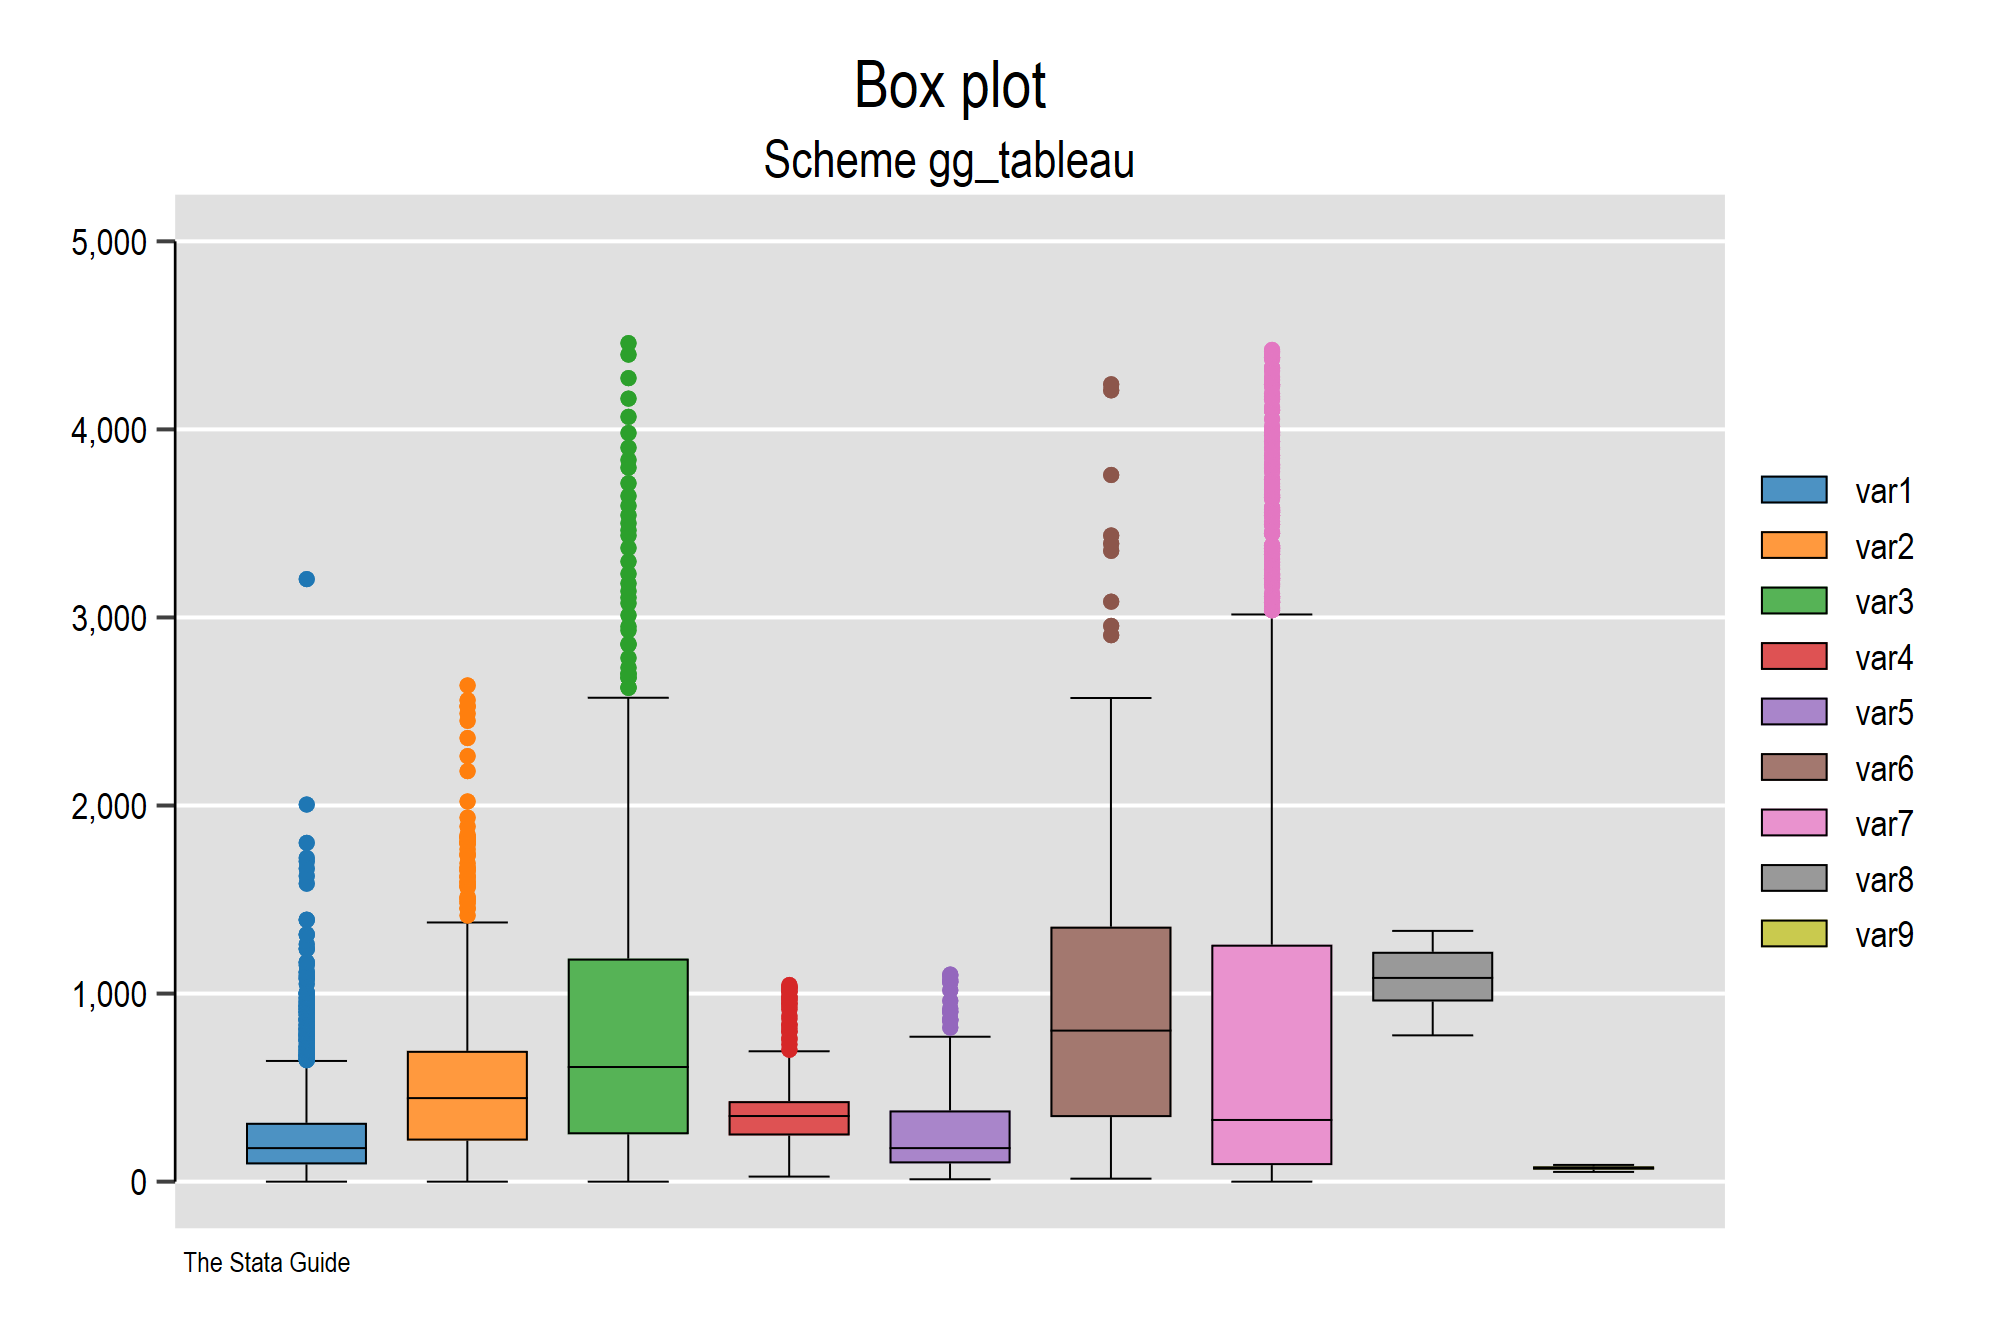 Box plot
Scheme gg_tableau
5,000
4,000
3,000
2,000
1,000
0
var1
var2
var3
var4
var5
var6
var7
var8
var9
The Stata Guide